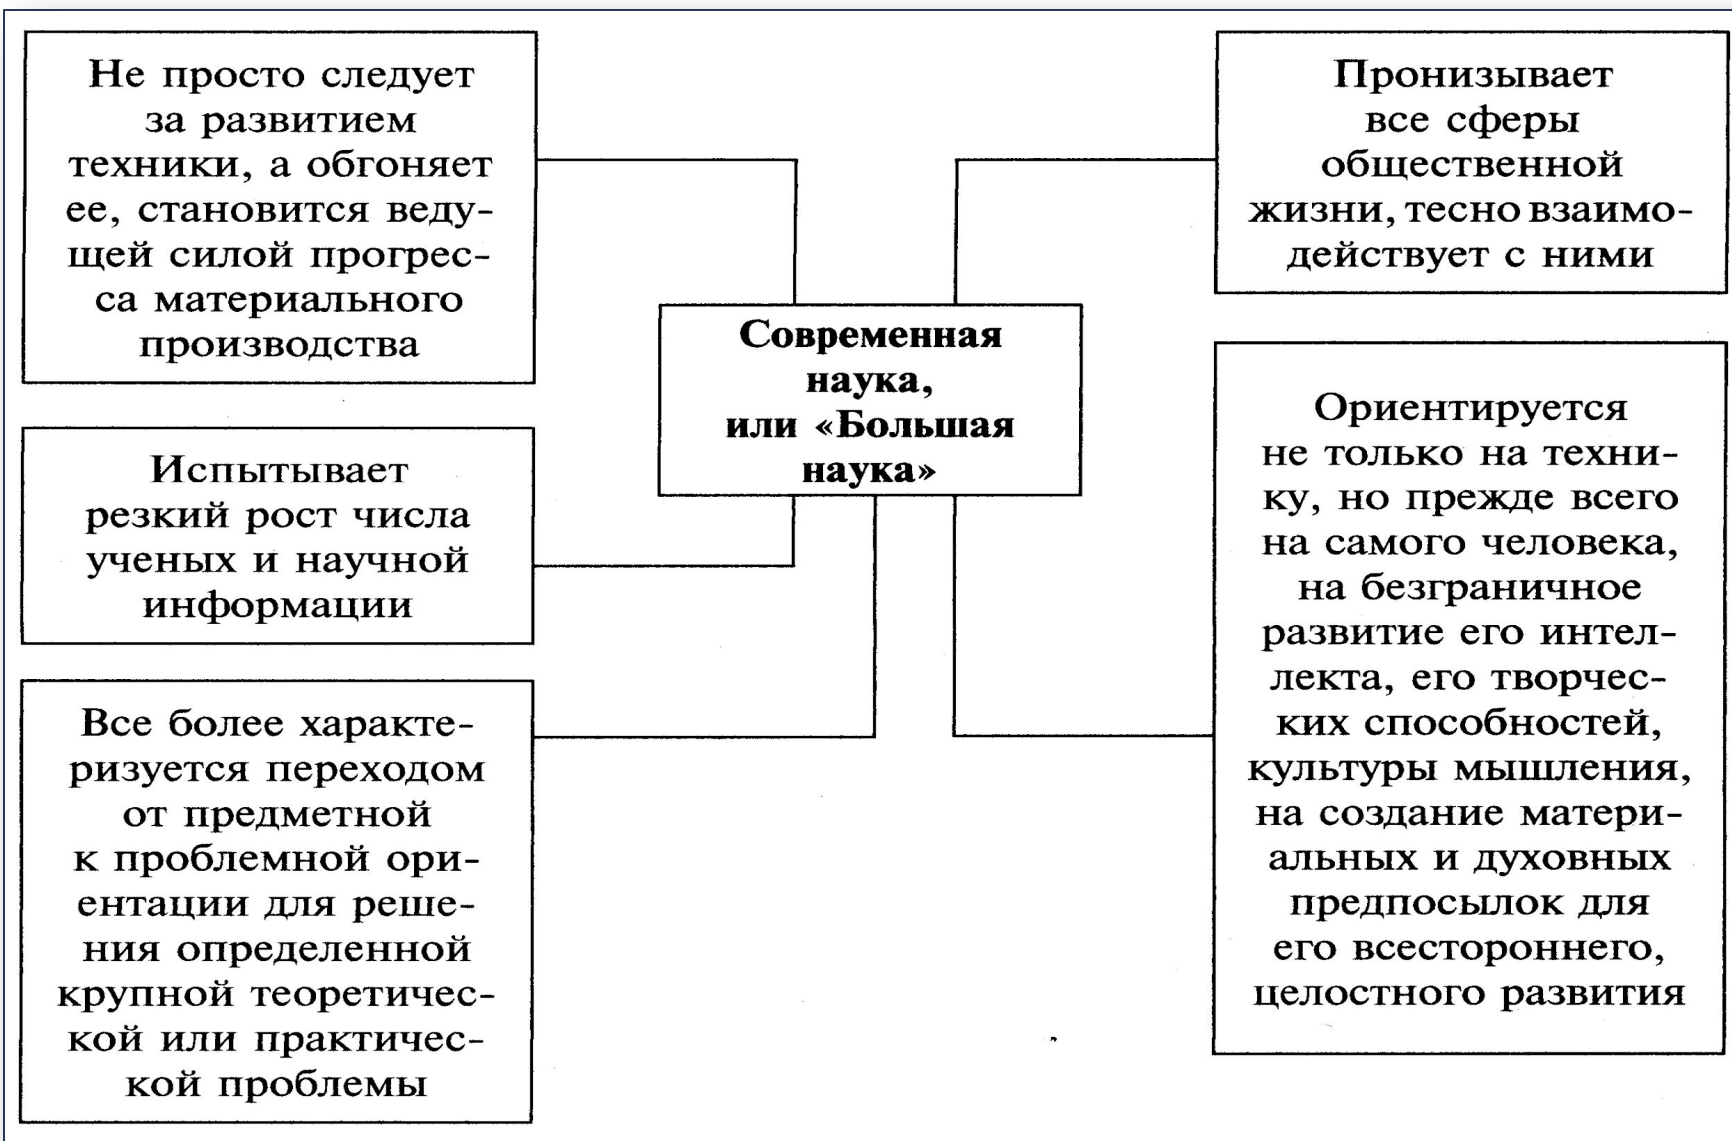 Не просто следует
за развитием
техники, а обгоняет
ее, становится веду-
щей силой прогрес-
са материального
производства
Испытывает
резкий рост числа
ученых и научной
информации
Все более характе-
ризуется переходом
от предметной
к проблемной ори-
ентации для реше-
ния определенной
крупной теоретичес-
кой или практичес-
кой проблемы
Современная
наука,
или «Большая
наука»
Пронизывает
все сферы
общественной
жизни, тесно взаимо-
действует с ними
Ориентируется
не только на техни-
ку, но прежде всего
на самого человека,
на безграничное
развитие его интел-
лекта, его творчес-
ких способностей,
культуры мышления,
на создание матери-
альных и духовных
предпосылок для
его всестороннего,
целостного развития